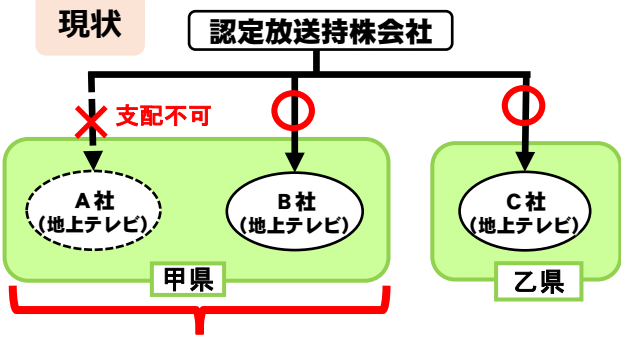 現状
認定放送持株会社
支配不可
A社
(地上テレビ)
B社
(地上テレビ)
C社
(地上テレビ)
甲県
乙県